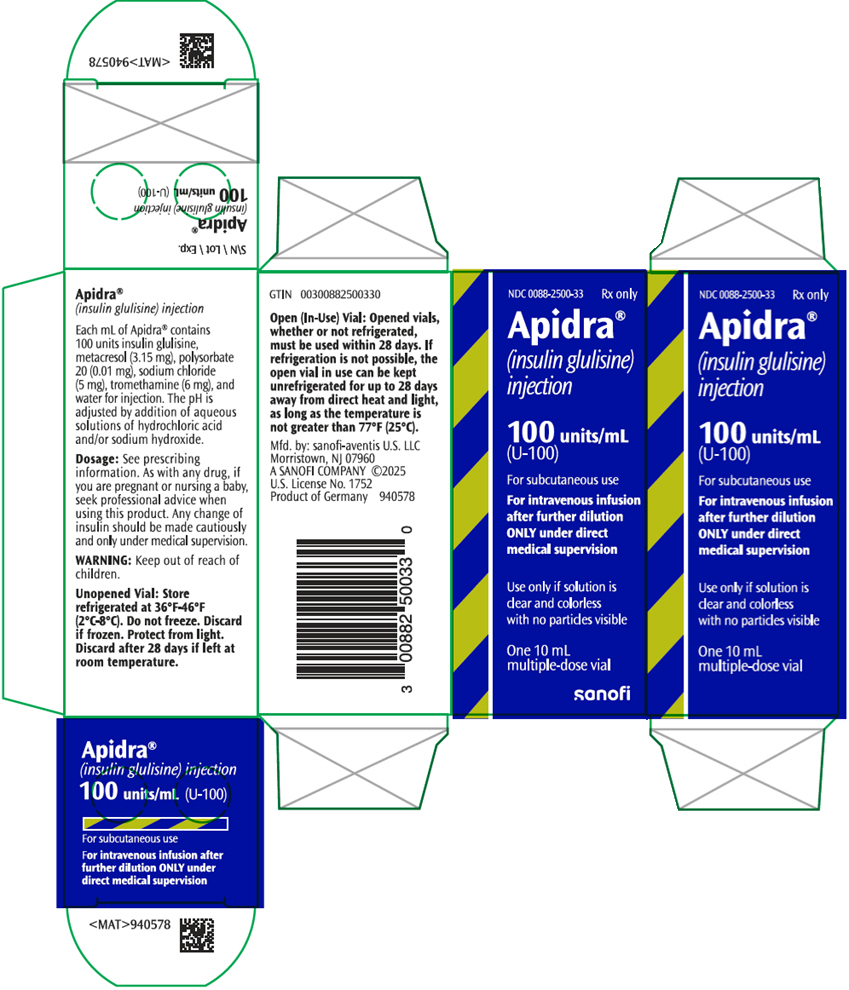 <MAT>940578
100 units/mL (U-100)
(insulin glulisine) injection
Apidra®
S/N \ Lot \ Exp.
Apidra®
(insulin glulisine) injection
Each mL of Apidra® contains
100 units insulin glulisine,
metacresol (3.15 mg), polysorbate
20 (0.01 mg), sodium chloride
(5 mg), tromethamine (6 mg), and
water for injection. The pH is
adjusted by addition of aqueous
solutions of hydrochloric acid
and/or sodium hydroxide.
Dosage: See prescribing
information. As with any drug, if
you are pregnant or nursing a baby,
seek professional advice when
using this product. Any change of
insulin should be made cautiously
and only under medical supervision.
WARNING: Keep out of reach of
children.
Unopened Vial: Store
refrigerated at 36°F-46°F
(2°C-8°C). Do not freeze. Discard
if frozen. Protect from light.
Discard after 28 days if left at
room temperature.
Apidra®
(insulin glulisine) injection
100 units/mL (U-100)
For subcutaneous use
For intravenous infusion after
further dilution ONLY under
direct medical supervision
<MAT>940578
GTIN 00300882500330
Open (In-Use) Vial: Opened vials,
whether or not refrigerated,
must be used within 28 days. If
refrigeration is not possible, the
open vial in use can be kept
unrefrigerated for up to 28 days
away from direct heat and light,
as long as the temperature is
not greater than 77°F (25°C).
Mfd. by: sanofi-aventis U.S. LLC
Morristown, NJ 07960
A SANOFI COMPANY ©2025
U.S. License No. 1752
Product of Germany 940578
3 00882 50033 0
NDC 0088-2500-33 Rx only
Apidra®
(insulin glulisine)
injection
100 units/mL
(U-100)
For subcutaneous use
For intravenous infusion
after further dilution
ONLY under direct
medical supervision
Use only if solution is
clear and colorless
with no particles visible
One 10 mL
multiple-dose vial
sanofi
NDC 0088-2500-33 Rx only
Apidra®
(insulin glulisine)
injection
100 units/mL
(U-100)
For subcutaneous use
For intravenous infusion
after further dilution
ONLY under direct
medical supervision
Use only if solution is
clear and colorless
with no particles visible
One 10 mL
multiple-dose vial